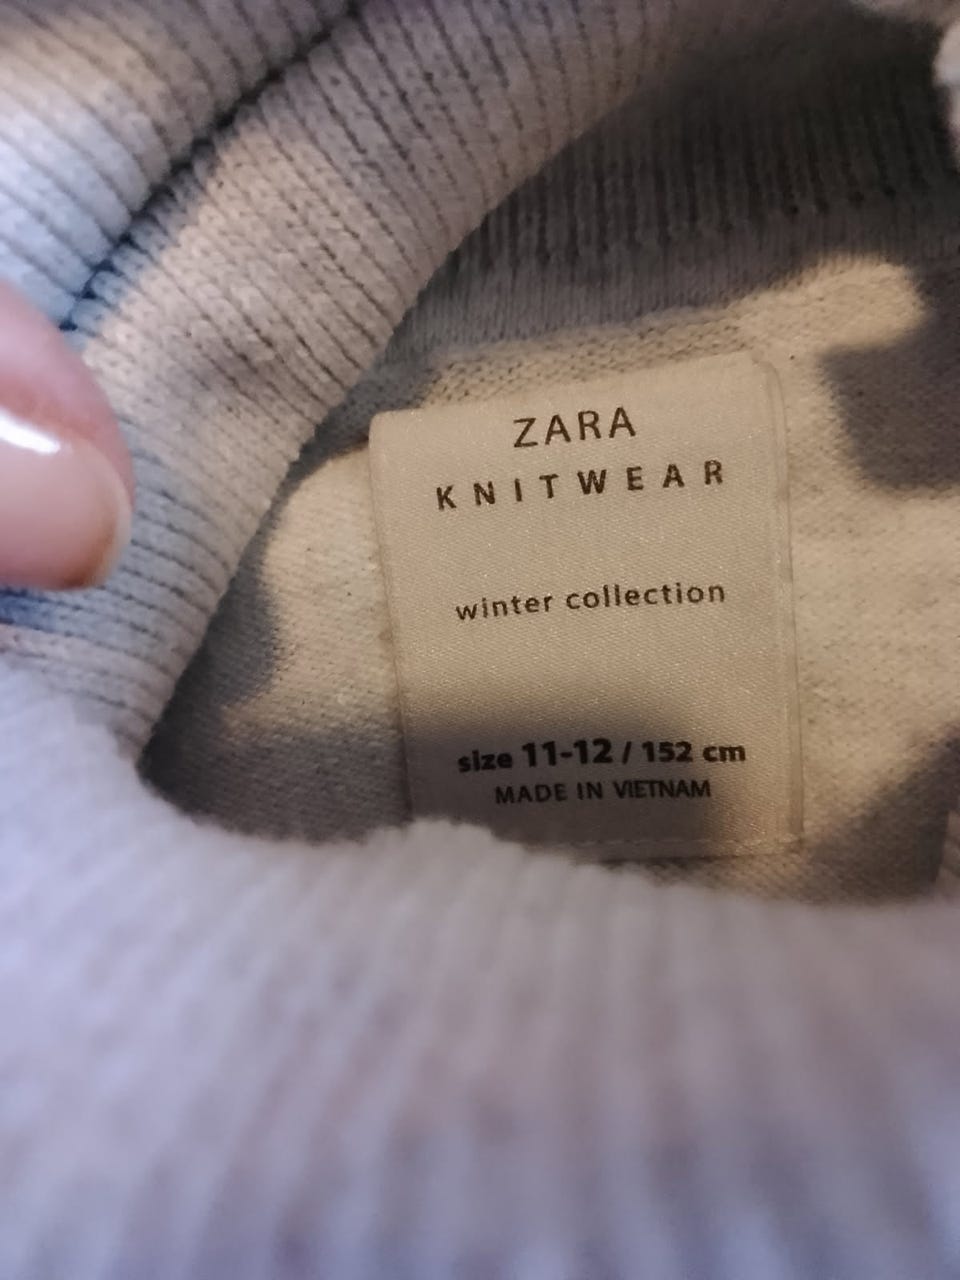 ZARA
KNITWEAR
winter collection
size 11-12 / 152 cm
MADE IN VIETNAM